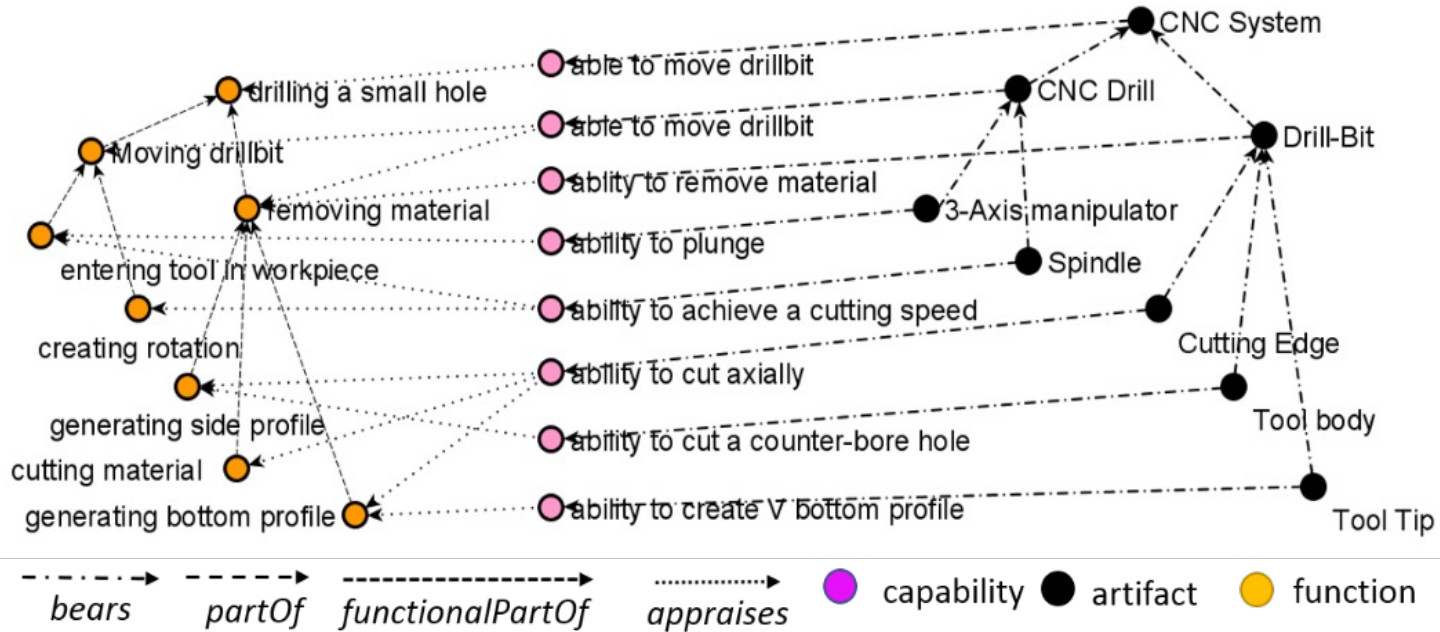 CNC System
able to move drillbit
drilling a small hole
CNC Drill
able to move drillbit
Drill-Bit
Moving drillbit
ablity to remove material
removing material
3-Axis manipulator
ability to plunge
entering tool in workpiece
Spindle
ability to achieve a cutting speed
creating rotation
Cutting Edge
ability to cut axially
generating side profile
Tool body
ability to cut a counter-bore hole
cutting material
generating bottom profile
ability to create V bottom profile
Tool Tip
bears
partOf
functionalPartOf
appraises
capability
artifact
function